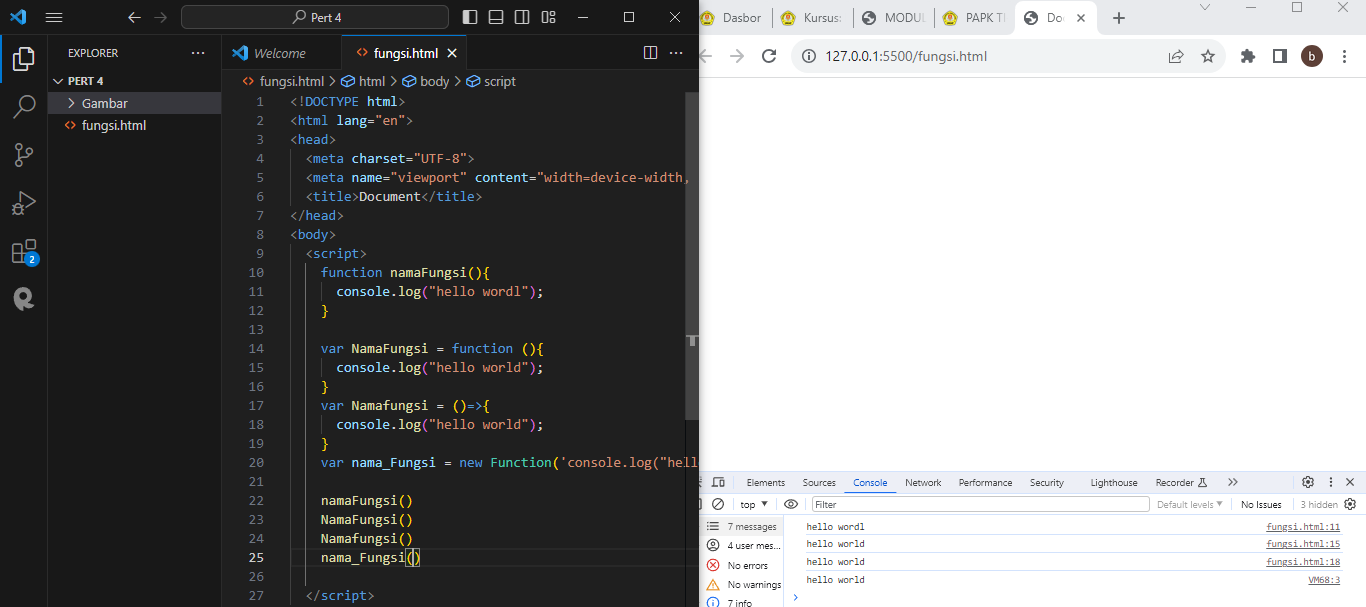 Pert 4
EXPLORER
PERT 4
Gambar
fungsi.html
2
Welcome
fungsi.html
fungsi.html > html > body > script
1 <!DOCTYPE html>
2 <html lang="en">
3 <head>
4 <meta charset="UTF-8">
5 <meta name="viewport" content="width=device-width,
6 <title>Document</title>
7 </head>
8 <body>
9 <script>
10 function namaFungsi(){
11 console.log("hello wordl");
12 }
13
14 var NamaFungsi = function (){
15 console.log("hello world");
16 }
17 var Namafungsi = ()=>{
18 console.log("hello world");
19 }
20 var nama_Fungsi = new Function('console.log("hell
21
22 namaFungsi()
23 NamaFungsi()
24 Namafungsi()
25 nama_Fungsi()
26
27 </script>
Dasbor
Kursus:
MODUL
PAPK TI
Doc
127.0.0.1:5500/fungsi.html
b
Elements Sources Console Network Performance Security Lighthouse Recorder
top Filter Default levels No Issues 3 hidden
7 messages
4 user mes...
No errors
No warnings
7 info
hello wordl fungsi.html:11
hello world fungsi.html:15
hello world fungsi.html:18
hello world VM68:3